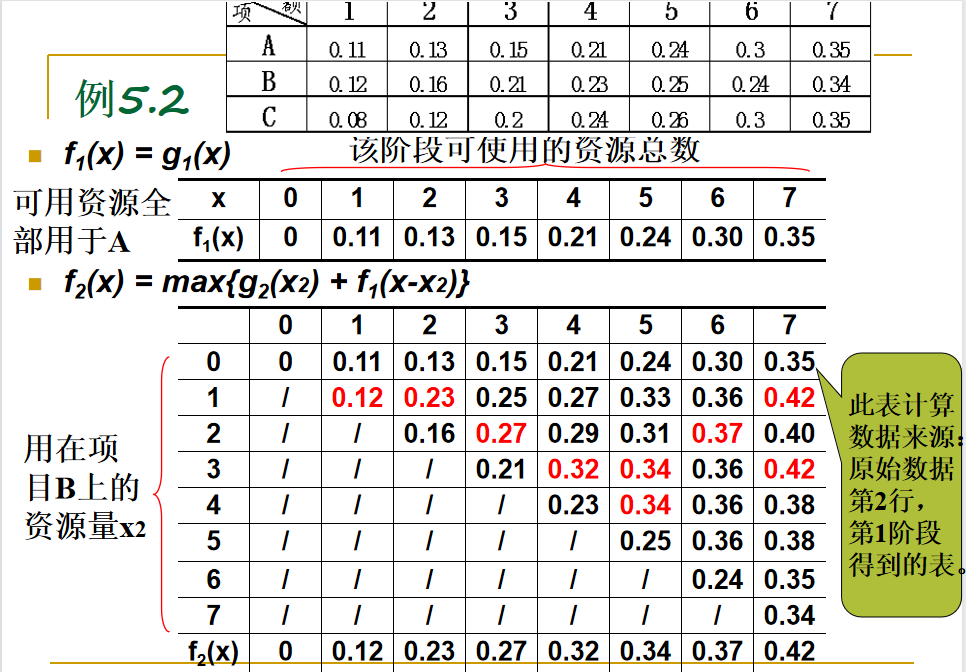 项 额 1 2 3 4 5 6 7
A 0.11 0.13 0.15 0.21 0.24 0.3 0.35
B 0.12 0.16 0.21 0.23 0.25 0.24 0.34
C 0.08 0.12 0.2 0.24 0.26 0.3 0.35
例5.2
f₁(x) = g₁(x)
该阶段可使用的资源总数
可用资源全
部用于A
x 0 1 2 3 4 5 6 7
f₁(x) 0 0.11 0.13 0.15 0.21 0.24 0.30 0.35
f₂(x) = max{g₂(x₂) + f₁(x-x₂)}
0 1 2 3 4 5 6 7
0 0 0.11 0.13 0.15 0.21 0.24 0.30 0.35
1 / 0.12 0.23 0.25 0.27 0.33 0.36 0.42
2 / / 0.16 0.27 0.29 0.31 0.37 0.40
3 / / / 0.21 0.32 0.34 0.36 0.42
4 / / / / 0.23 0.34 0.36 0.38
5 / / / / / 0.25 0.36 0.38
6 / / / / / / 0.24 0.35
7 / / / / / / / 0.34
f₂(x) 0 0.12 0.23 0.27 0.32 0.34 0.37 0.42
用在项
目B上的
资源量x₂
此表计算
数据来源：
原始数据
第2行，
第1阶段
得到的表。